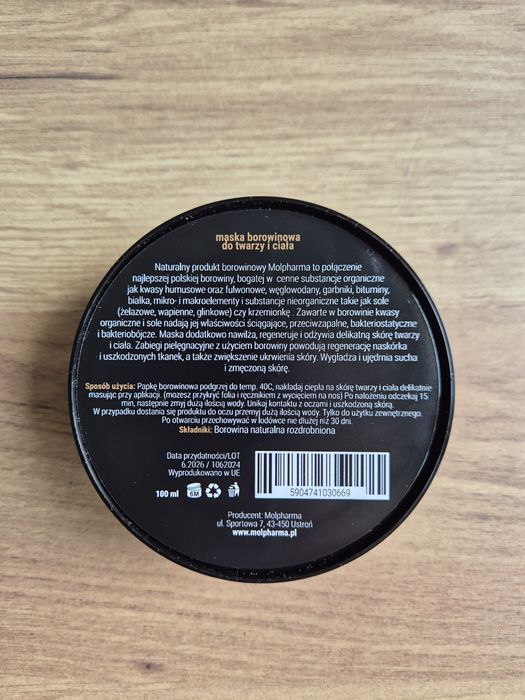 maska borowinowa
do twarzy i ciała
Naturalny produkt borowinowy Molpharma to połączenie
najlepszej polskiej borowiny, bogatej w cenne substancje organiczne
jak kwasy humusowe oraz fulwonowe, węglowodany, garbniki, bituminy,
białka, mikro- i makroelementy i substancje nieorganiczne takie jak sole
(żelazowe, wapienne, glinkowe) czy krzemionkę . Zawarte w borowinie kwasy
organiczne i sole nadają jej właściwości ściągające, przeciwzapalne, bakteriostatyczne
i bakteriobójcze. Maska dodatkowo nawilża, regeneruje i odżywia delikatną skórę twarzy
i ciała. Zabiegi pielęgnacyjne z użyciem borowiny powodują regenerację naskórka
i uszkodzonych tkanek, a także zwiększenie ukrwienia skóry. Wygładza i ujędrnia sucha
i zmęczoną skórę.
Sposób użycia: Papkę borowinowa podgrzej do temp. 40C, nakładaj ciepła na skórę twarzy i ciała delikatnie
masując przy aplikacji. (możesz przykryć folia i ręcznikiem z wycięciem na nos) Po nałożeniu odczekaj 15
min, następnie zmyj dużą ilością wody. Unikaj kontaktu z oczami i uszkodzoną skórą.
W przypadku dostania się produktu do oczu przemyj dużą ilością wody. Tylko do użytku zewnętrznego.
Po otwarciu przechowywać w lodówce nie dłużej niż 30 dni.
Składniki: Borowina naturalna rozdrobniona
Data przydatności/LOT
6.2026 / 1062024
Wyprodukowano w UE
100 ml
6M
5904741030669
Producent: Molpharma
ul. Sportowa 7, 43-450 Ustroń
www.molpharma.pl